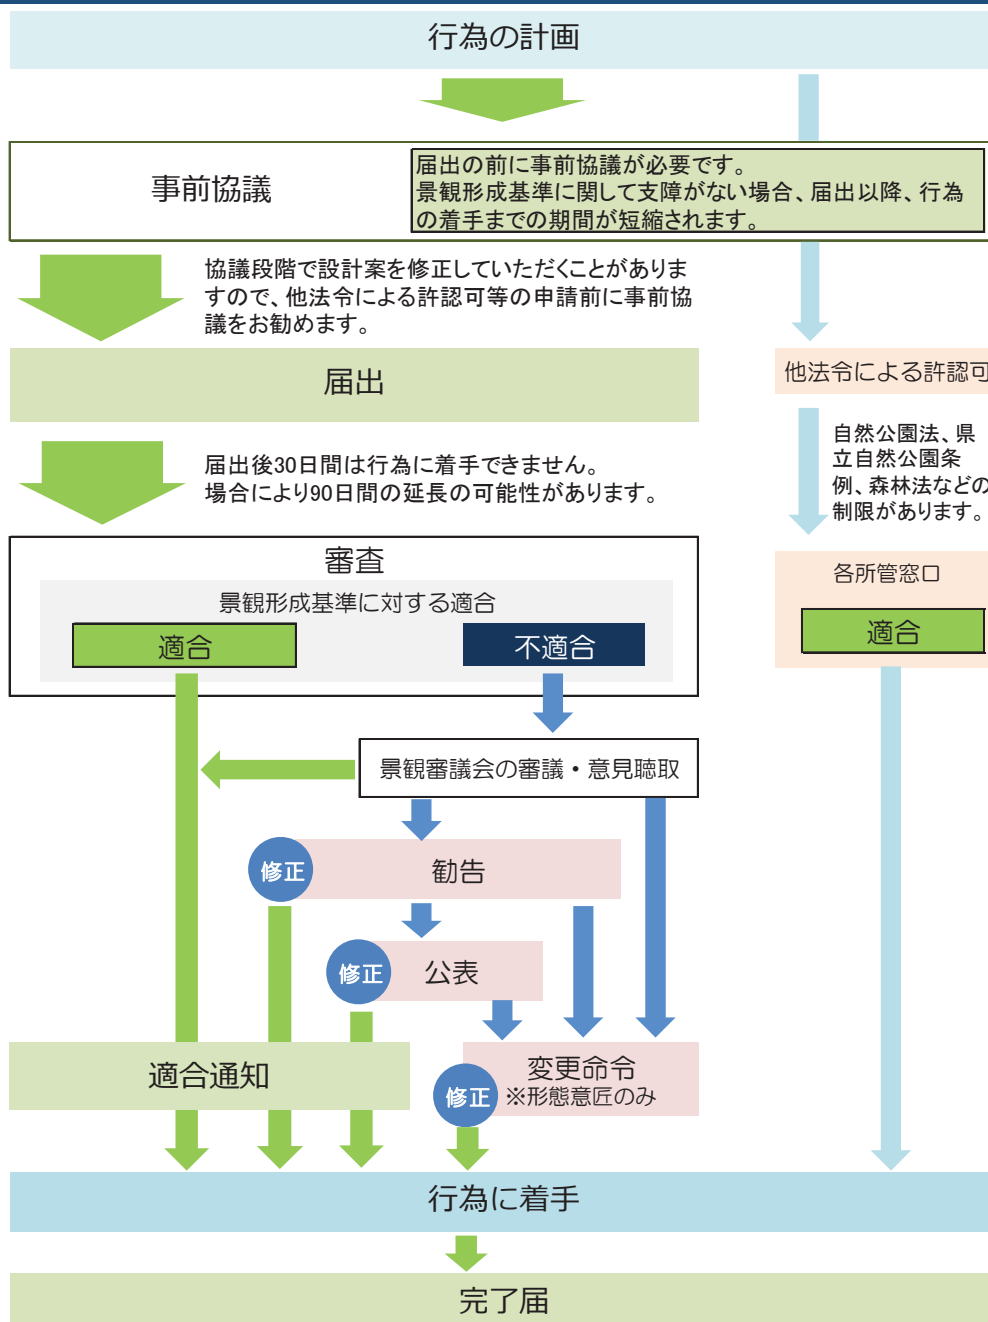 行為の計画
事前協議
届出の前に事前協議が必要です。
景観形成基準に関して支障がない場合、届出以降、行為
の着手までの期間が短縮されます。
協議段階で設計案を修正していただくことがありま
すので、他法令による許認可等の申請前に事前協
議をお勧めます。
届出
他法令による許認可
届出後30日間は行為に着手できません。
場合により90日間の延長の可能性があります。
自然公園法、県
立自然公園条
例、森林法などの
制限があります。
審査
景観形成基準に対する適合
適合
不適合
各所管窓口
適合
景観審議会の審議・意見聴取
修正
勧告
修正
公表
適合通知
変更命令
修正
※形態意匠のみ
行為に着手
完了届